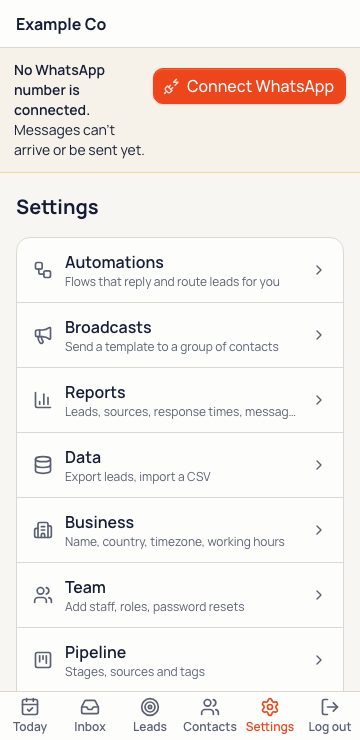 Example Co
No WhatsApp
number is
connected.
Messages can't
arrive or be sent yet.
Connect WhatsApp
Settings
Automations
Flows that reply and route leads for you
Broadcasts
Send a template to a group of contacts
Reports
Leads, sources, response times, messag…
Data
Export leads, import a CSV
Business
Name, country, timezone, working hours
Team
Add staff, roles, password resets
Pipeline
Stages, sources and tags
Today
Inbox
Leads
Contacts
Settings
Log out